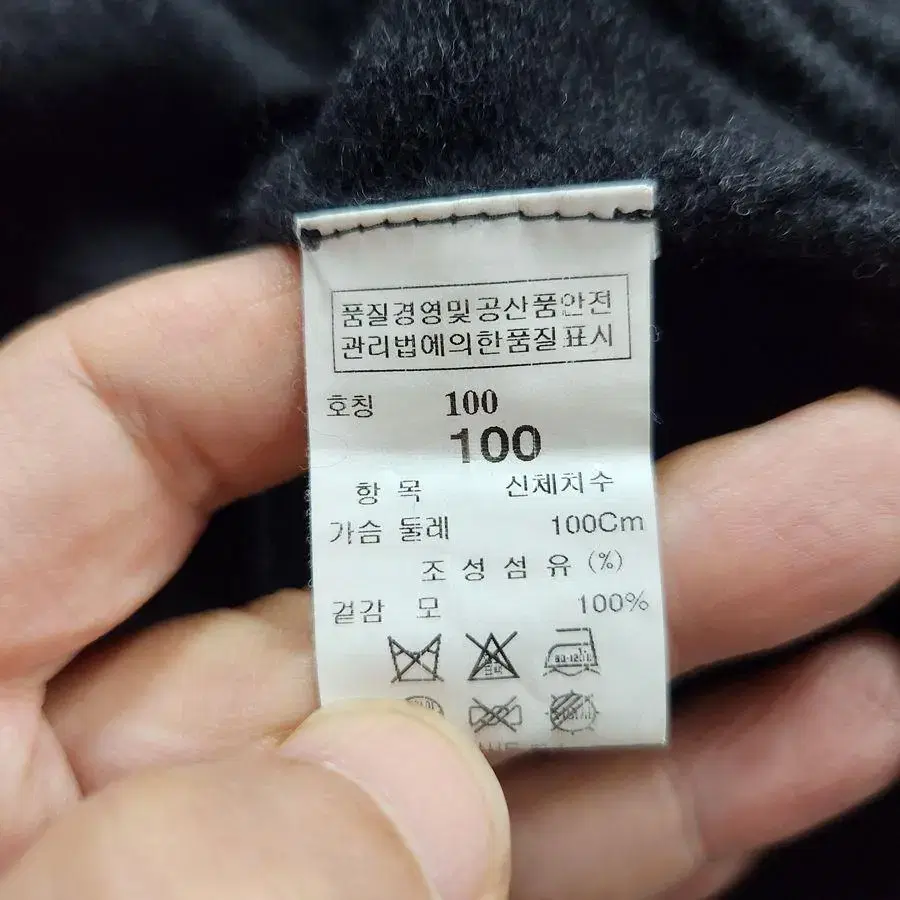 품질경영및공산품안전
관리법에의한품질표시
호칭 100
100
항 목 신체치수
가슴 둘레 100Cm
조 성 섬 유 (%)
겉감 모 100%